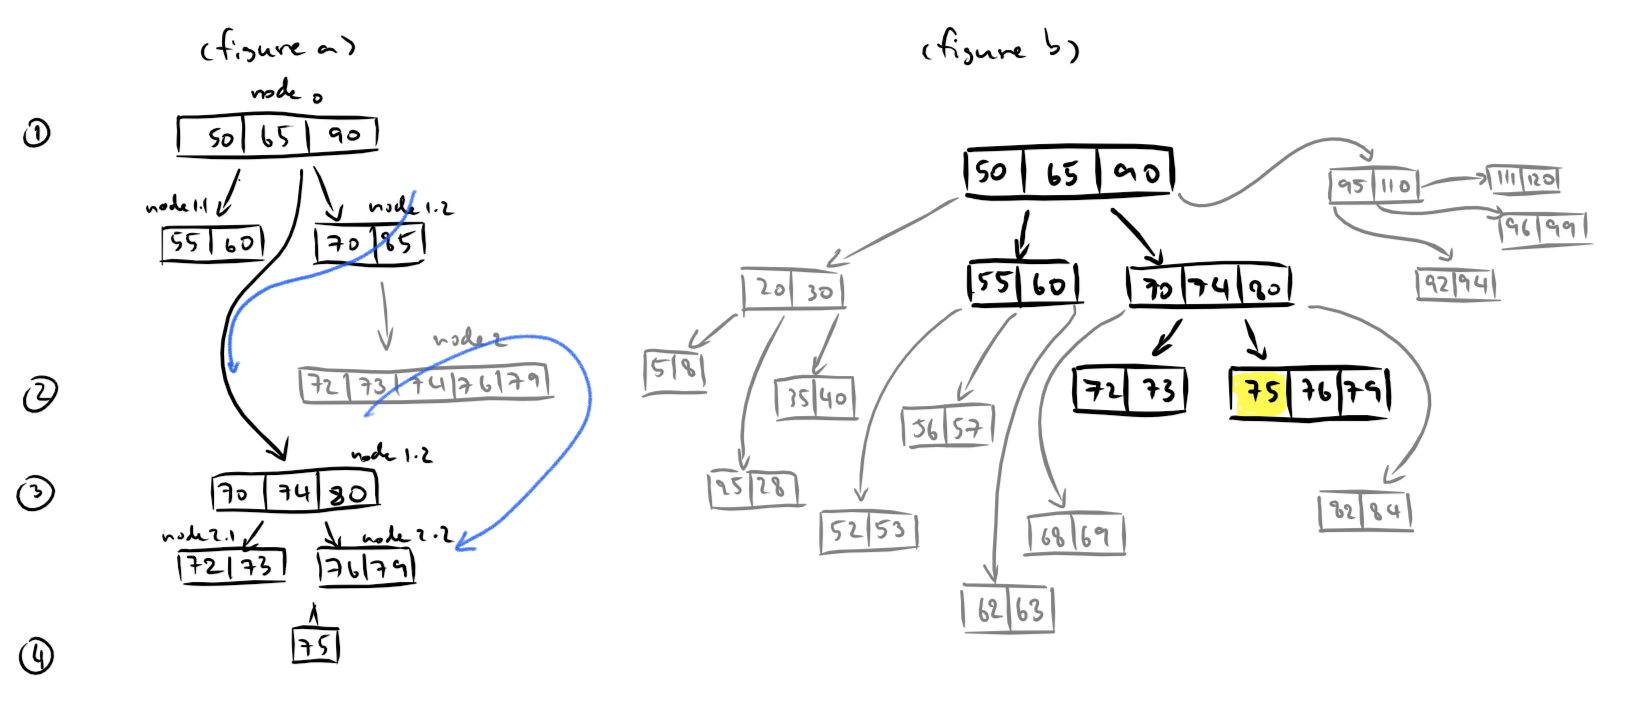 (figure a)
node 0
① 50 65 90
node 1.1 node 1.2
55 60 70 85
node 2
② 72 73 74 76 79
node 1.2
③ 70 74 80
node 2.1 node 2.2
72 73 76 79
④ 75
(figure b)
50 65 90
95 110 111 120
96 99
92 94
20 30 55 60 70 74 80
5 8 35 40 56 57 72 73 75 76 79
25 28 52 53 68 69 82 84
62 63